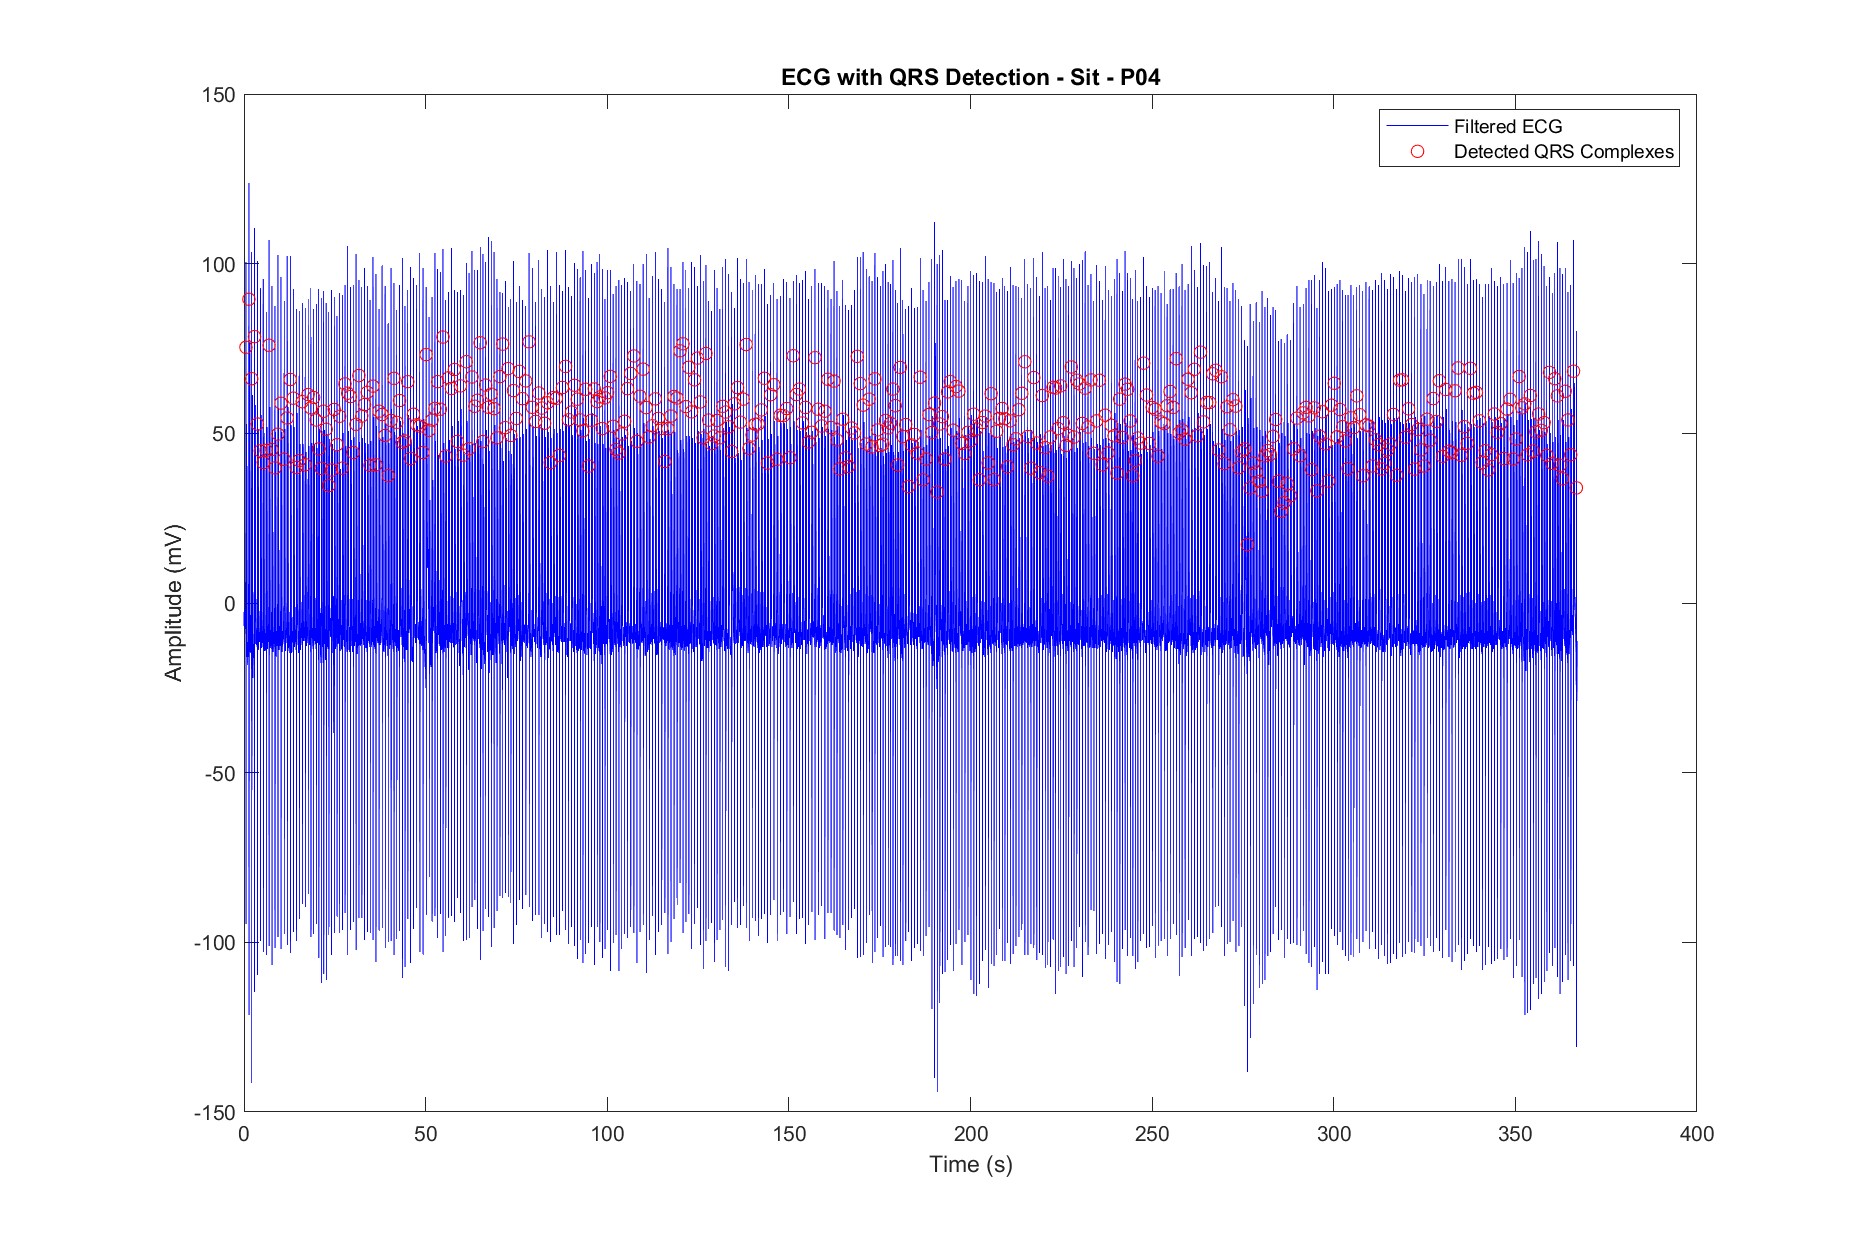 ECG with QRS Detection - Sit - P04
Filtered ECG
Detected QRS Complexes
150
100
50
0
-50
-100
-150
Amplitude (mV)
0 50 100 150 200 250 300 350 400
Time (s)